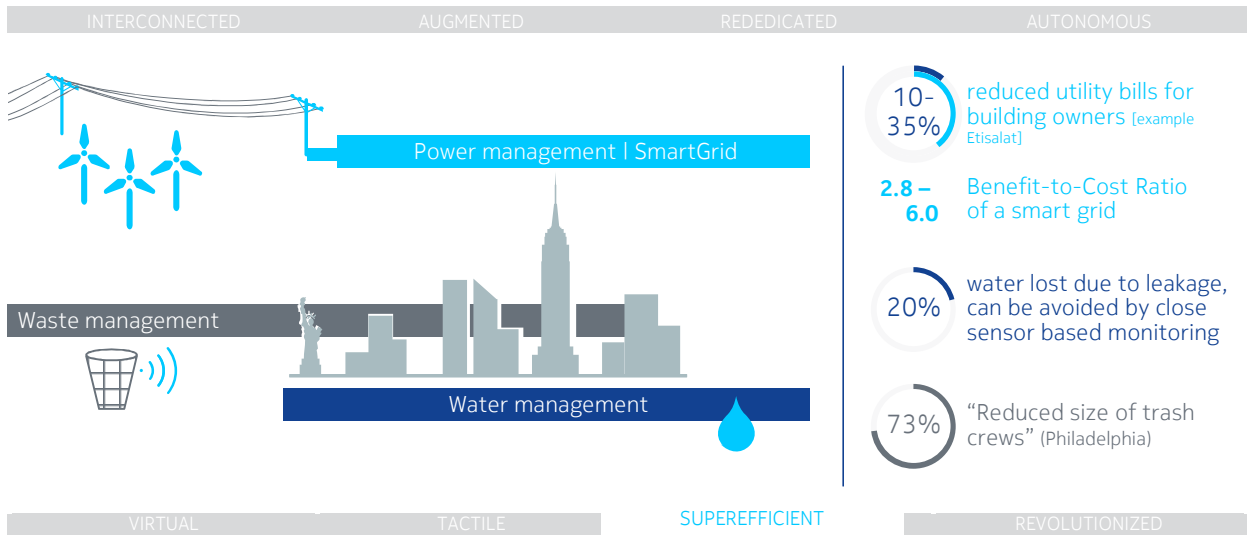 INTERCONNECTED
AUGMENTED
REDEDICATED
AUTONOMOUS
Power management | SmartGrid
Waste management
Water management
10-
35%
reduced utility bills for
building owners [example
Etisalat]
2.8 –
6.0
Benefit-to-Cost Ratio
of a smart grid
20%
water lost due to leakage,
can be avoided by close
sensor based monitoring
73%
“Reduced size of trash
crews” (Philadelphia)
VIRTUAL
TACTILE
SUPEREFFICIENT
REVOLUTIONIZED